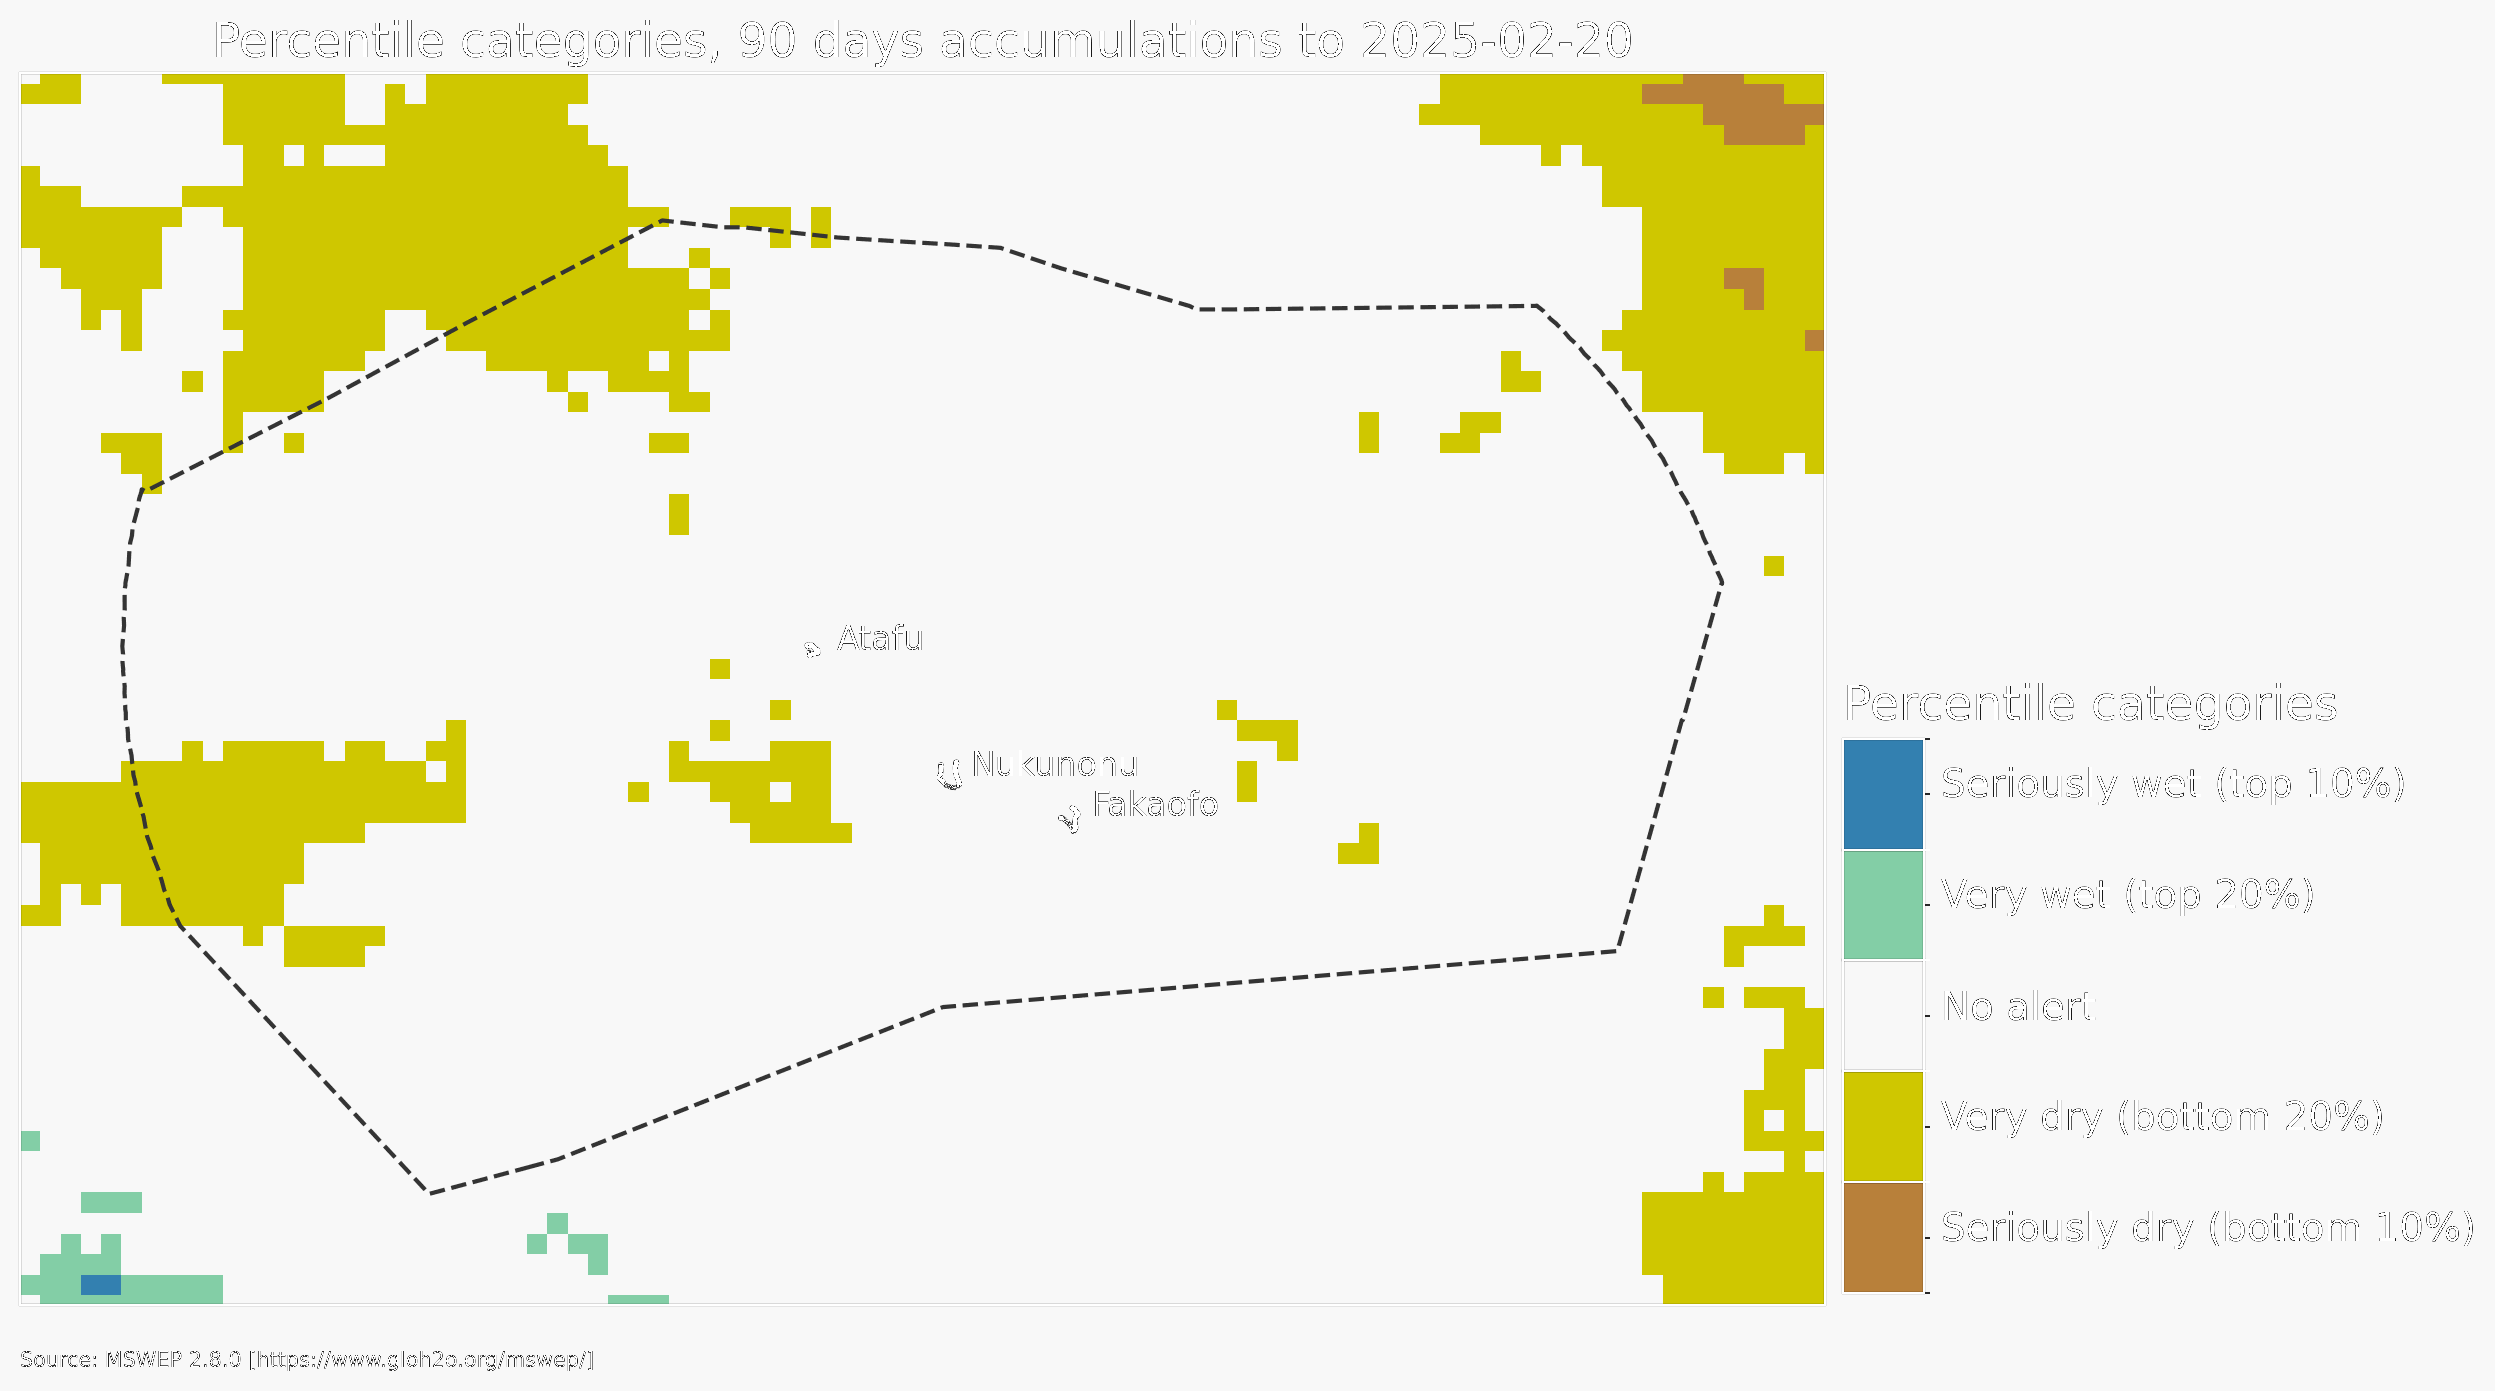 Percentile categories, 90 days accumulations to 2025-02-20
Atafu
Nukunonu
Fakaofo
Percentile categories
Seriously wet (top 10%)
Very wet (top 20%)
No alert
Very dry (bottom 20%)
Seriously dry (bottom 10%)
Source: MSWEP 2.8.0 [https://www.gloh2o.org/mswep/]